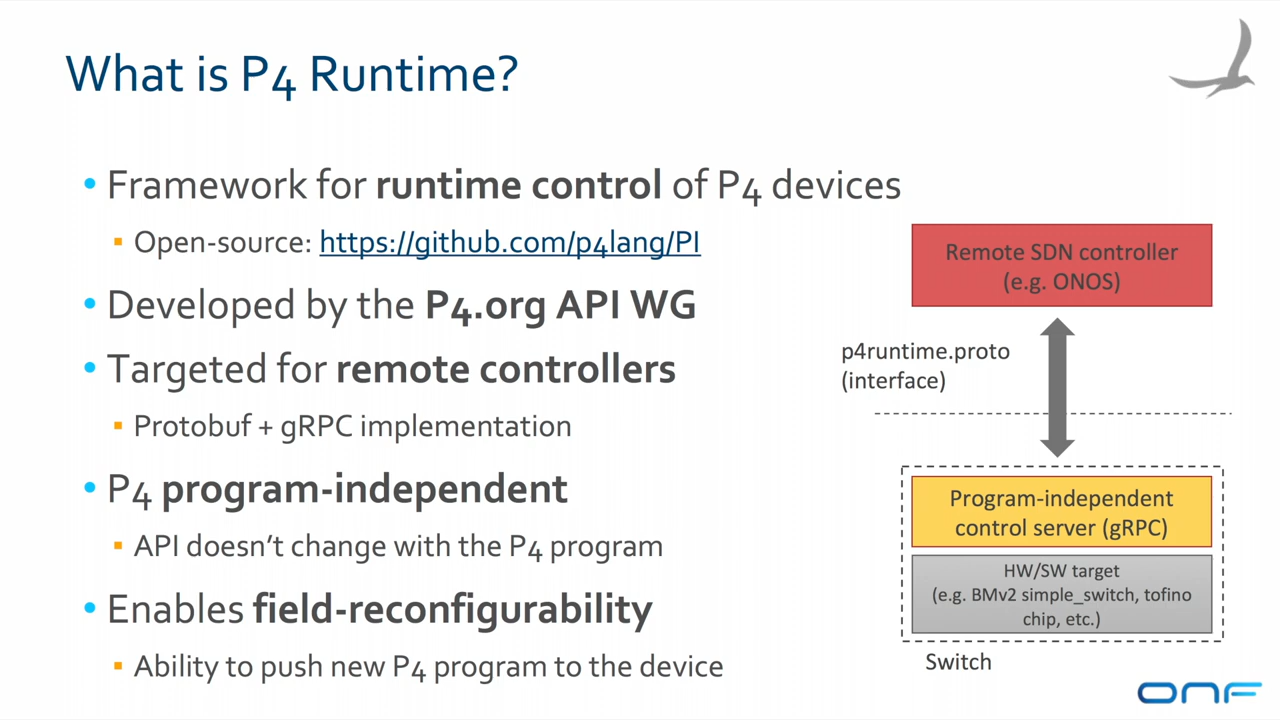 What is P4 Runtime?
• Framework for runtime control of P4 devices
▪ Open-source: https://github.com/p4lang/PI
• Developed by the P4.org API WG
• Targeted for remote controllers
▪ Protobuf + gRPC implementation
• P4 program-independent
▪ API doesn’t change with the P4 program
• Enables field-reconfigurability
▪ Ability to push new P4 program to the device
Remote SDN controller
(e.g. ONOS)
p4runtime.proto
(interface)
Program-independent
control server (gRPC)
HW/SW target
(e.g. BMv2 simple_switch, tofino
chip, etc.)
Switch
ONF